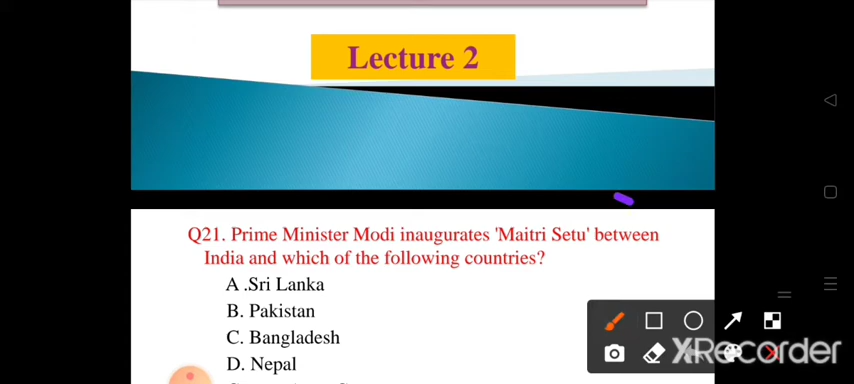 Lecture 2
Q21. Prime Minister Modi inaugurates 'Maitri Setu' between
India and which of the following countries?
A .Sri Lanka
B. Pakistan
C. Bangladesh
D. Nepal
XRecorder